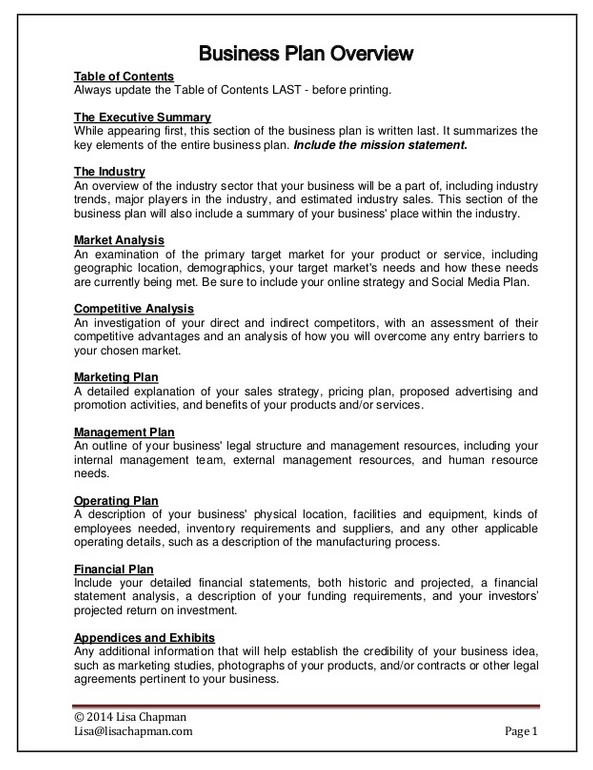 Business Plan Overview
Table of Contents
Always update the Table of Contents LAST - before printing.
The Executive Summary
While appearing first, this section of the business plan is written last. It summarizes the
key elements of the entire business plan. Include the mission statement.
The Industry
An overview of the industry sector that your business will be a part of, including industry
trends, major players in the industry, and estimated industry sales. This section of the
business plan will also include a summary of your business' place within the industry.
Market Analysis
An examination of the primary target market for your product or service, including
geographic location, demographics, your target market's needs and how these needs
are currently being met. Be sure to include your online strategy and Social Media Plan.
Competitive Analysis
An investigation of your direct and indirect competitors, with an assessment of their
competitive advantages and an analysis of how you will overcome any entry barriers to
your chosen market.
Marketing Plan
A detailed explanation of your sales strategy, pricing plan, proposed advertising and
promotion activities, and benefits of your products and/or services.
Management Plan
An outline of your business' legal structure and management resources, including your
internal management team, external management resources, and human resource
needs.
Operating Plan
A description of your business' physical location, facilities and equipment, kinds of
employees needed, inventory requirements and suppliers, and any other applicable
operating details, such as a description of the manufacturing process.
Financial Plan
Include your detailed financial statements, both historic and projected, a financial
statement analysis, a description of your funding requirements, and your investors'
projected return on investment.
Appendices and Exhibits
Any additional information that will help establish the credibility of your business idea,
such as marketing studies, photographs of your products, and/or contracts or other legal
agreements pertinent to your business.
© 2014 Lisa Chapman
Lisa@lisachapman.com Page 1